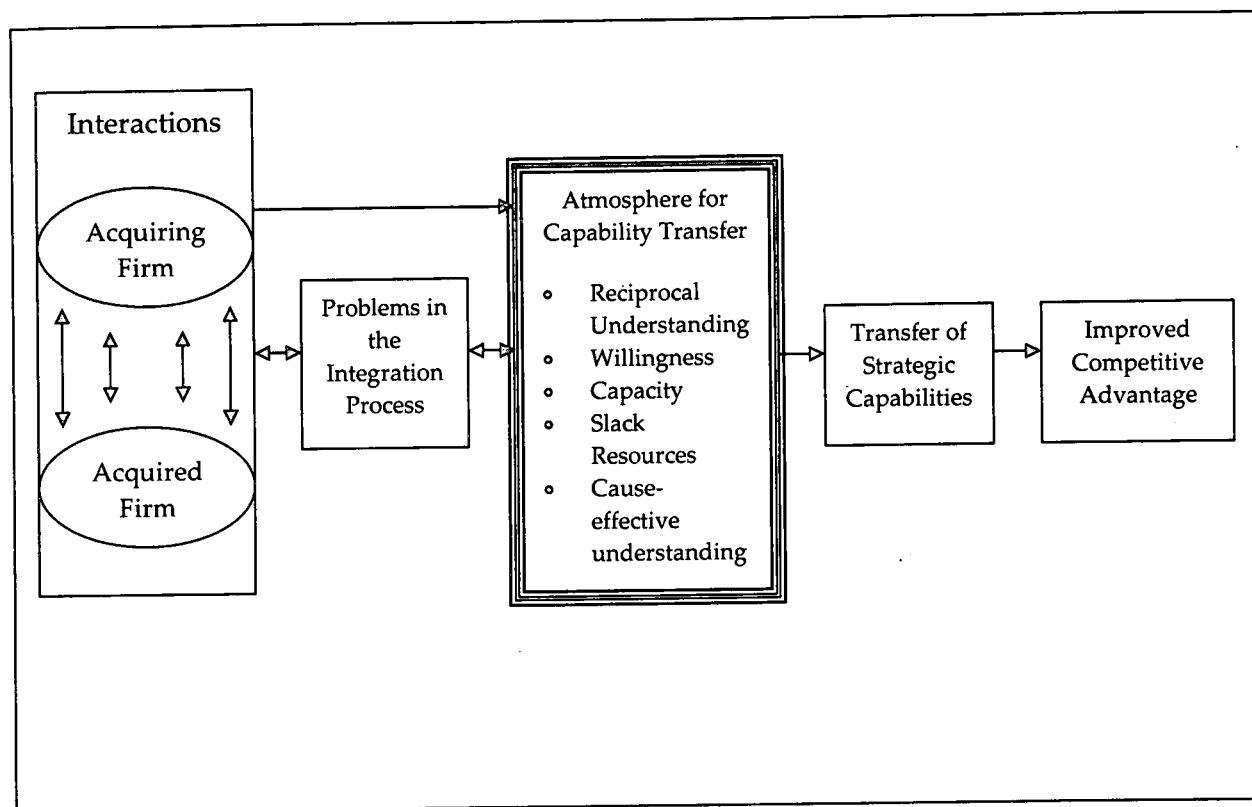 Interactions
Acquiring
Firm
Acquired
Firm
Problems in
the
Integration
Process
Atmosphere for
Capability Transfer
Reciprocal
Understanding
Willingness
Capacity
Slack
Resources
Cause-
effective
understanding
Transfer of
Strategic
Capabilities
Improved
Competitive
Advantage